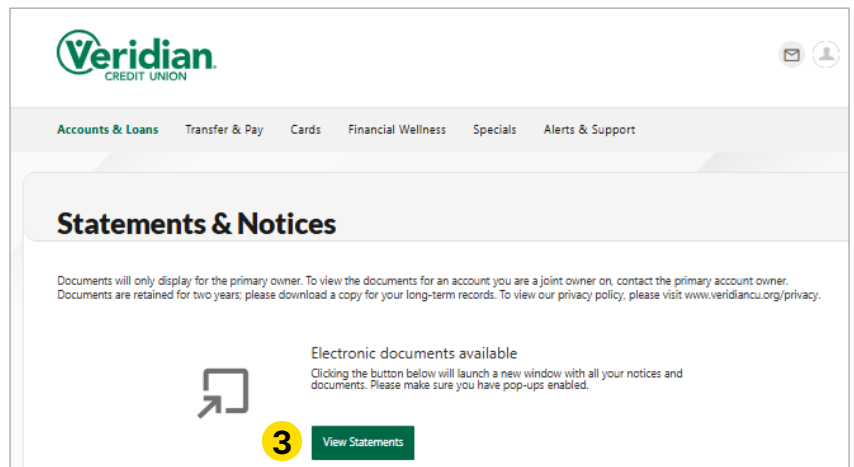 Veridian
CREDIT UNION
Accounts & Loans Transfer & Pay Cards Financial Wellness Specials Alerts & Support
Statements & Notices
Documents will only display for the primary owner. To view the documents for an account you are a joint owner on, contact the primary account owner.
Documents are retained for two years; please download a copy for your long-term records. To view our privacy policy, please visit www.veridiancu.org/privacy.
Electronic documents available
Clicking the button below will launch a new window with all your notices and
documents. Please make sure you have pop-ups enabled.
3 View Statements